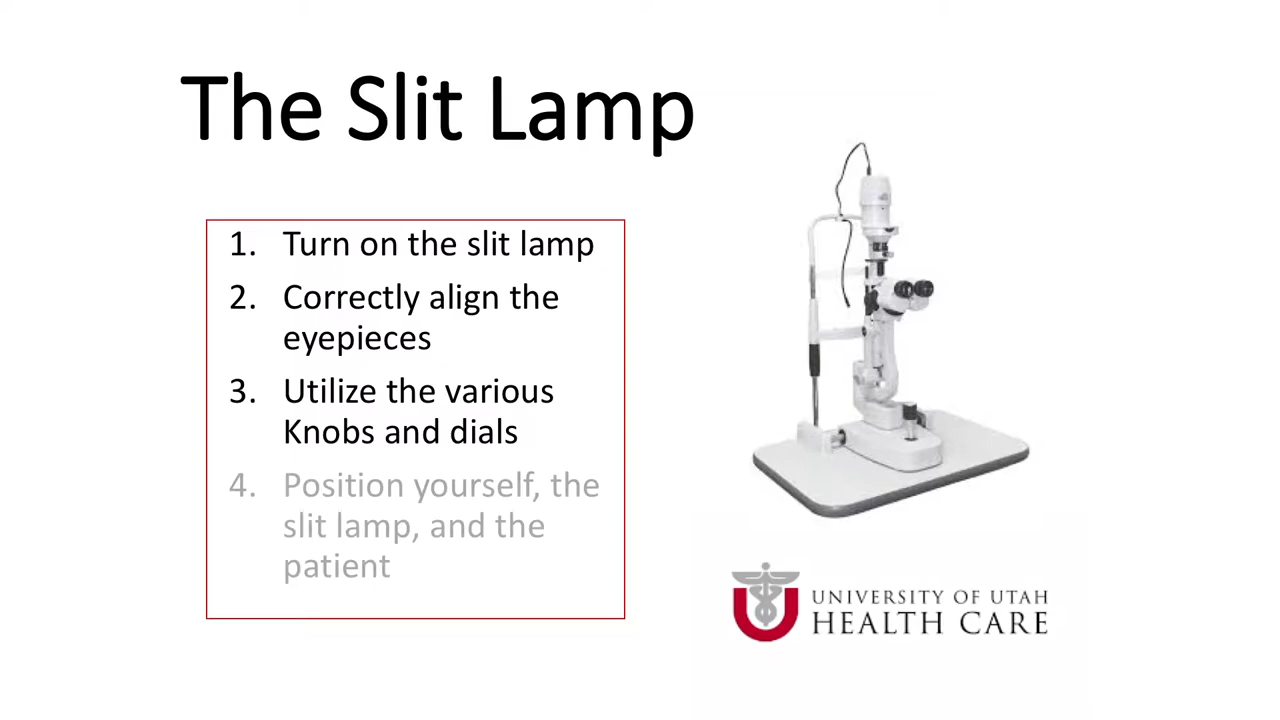 The Slit Lamp
1. Turn on the slit lamp
2. Correctly align the
eyepieces
3. Utilize the various
Knobs and dials
4. Position yourself, the
slit lamp, and the
patient
UNIVERSITY OF UTAH
HEALTH CARE